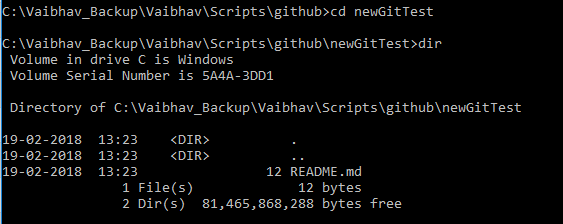 C:\Vaibhav_Backup\Vaibhav\Scripts\github>cd newGitTest
C:\Vaibhav_Backup\Vaibhav\Scripts\github\newGitTest>dir
 Volume in drive C is Windows
 Volume Serial Number is 5A4A-3DD1
 Directory of C:\Vaibhav_Backup\Vaibhav\Scripts\github\newGitTest
19-02-2018  13:23    <DIR>          .
19-02-2018  13:23    <DIR>          ..
19-02-2018  13:23                12 README.md
               1 File(s)             12 bytes
               2 Dir(s)  81,465,868,288 bytes free